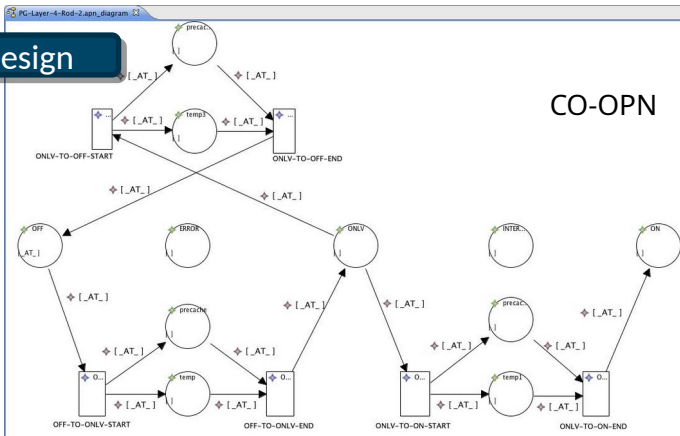 PG-Layer-4-Rod-2.apn_diagram
esign
CO-OPN
precac...
[ ]
[ _AT_ ]
[ _AT_ ]
...
[ _AT_ ]
temp3
[ ]
[ _AT_ ]
...
ONLV-TO-OFF-START
ONLV-TO-OFF-END
[ _AT_ ]
[ _AT_ ]
OFF
[_AT_ ]
ERROR
[ ]
ONLV
[ ]
INTER...
[ ]
ON
[ ]
[ _AT_ ]
[ _AT_ ]
[ _AT_ ]
[ _AT_ ]
precache
[ ]
precac...
[ ]
[ _AT_ ]
[ _AT_ ]
[ _AT_ ]
[ _AT_ ]
O...
temp
[ ]
O...
O...
temp1
[ ]
O...
[ _AT_ ]
[ _AT_ ]
[ _AT_ ]
[ _AT_ ]
OFF-TO-ONLV-START
OFF-TO-ONLV-END
ONLV-TO-ON-START
ONLV-TO-ON-END